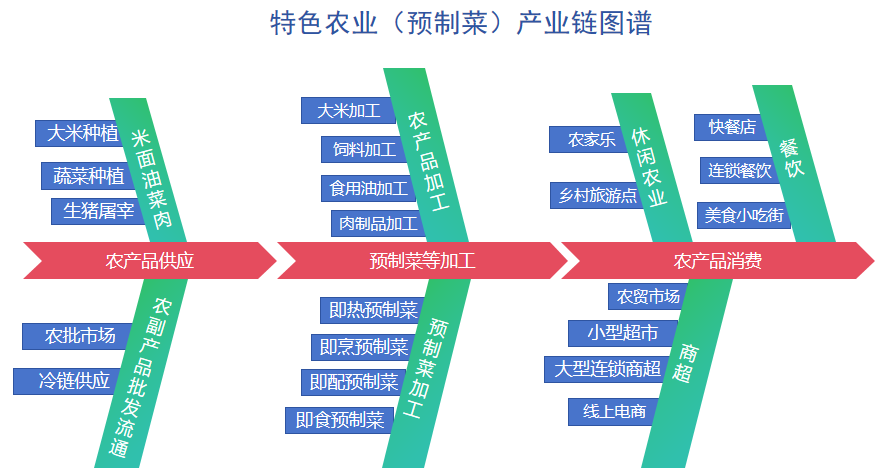 特色农业（预制菜）产业链图谱
大米种植
蔬菜种植
生猪屠宰
米面油菜肉
大米加工
饲料加工
食用油加工
肉制品加工
农产品加工
农家乐
乡村旅游点
休闲农业
快餐店
连锁餐饮
美食小吃街
餐饮
农产品供应
预制菜等加工
农产品消费
农批市场
冷链供应
农副产品批发流通
即热预制菜
即烹预制菜
即配预制菜
即食预制菜
预制菜加工
农贸市场
小型超市
大型连锁商超
线上电商
商超